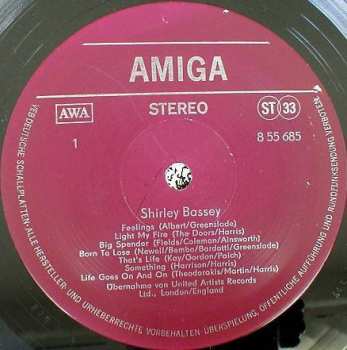 AMIGA
AWA
STEREO
ST 33
1
8 55 685
Shirley Bassey
Feelings (Albert/Greenslade)
Light My Fire (The Doors/Harris)
Big Spender (Fields/Coleman/Ainsworth)
Born To Lose (Newell/Bembo/Bardotti/Greenslade)
That's Life (Kay/Gordon/Palch)
Something (Harrison/Harris)
Life Goes On And On (Theodorakis/Martin/Harris)
Übernahme von United Artists Records
Ltd., London/England
VEB DEUTSCHE SCHALLPLATTEN · ALLE HERSTELLER- UND URHEBERRECHTE VORBEHALTEN ÜBERSPIELUNG, ÖFFENTLICHE AUFFÜHRUNG UND RUNDFUNKSENDUNG VERBOTEN